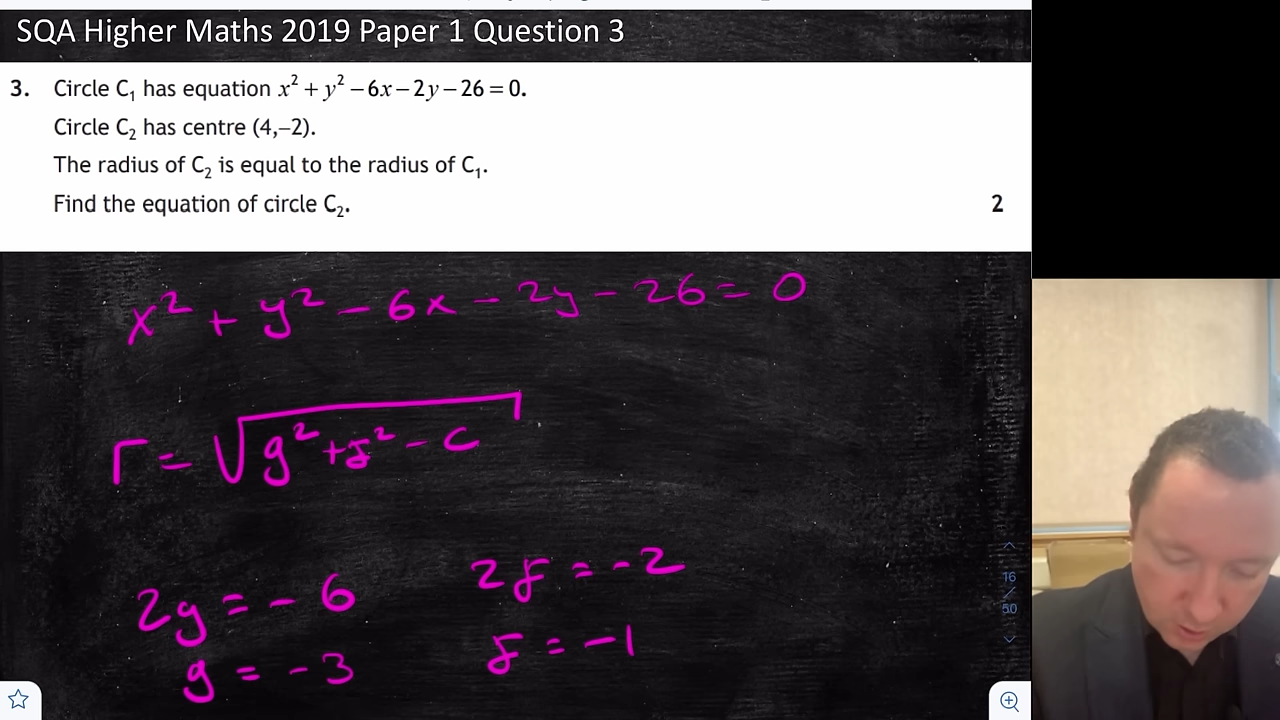 SQA Higher Maths 2019 Paper 1 Question 3
3. Circle C₁ has equation x² + y² − 6x − 2y − 26 = 0.
Circle C₂ has centre (4,−2).
The radius of C₂ is equal to the radius of C₁.
Find the equation of circle C₂. 2
x² + y² − 6x − 2y − 26 = 0
r = √(g² + f² − c)
2g = − 6 2f = −2
g = − 3 f = −1
16
/
50